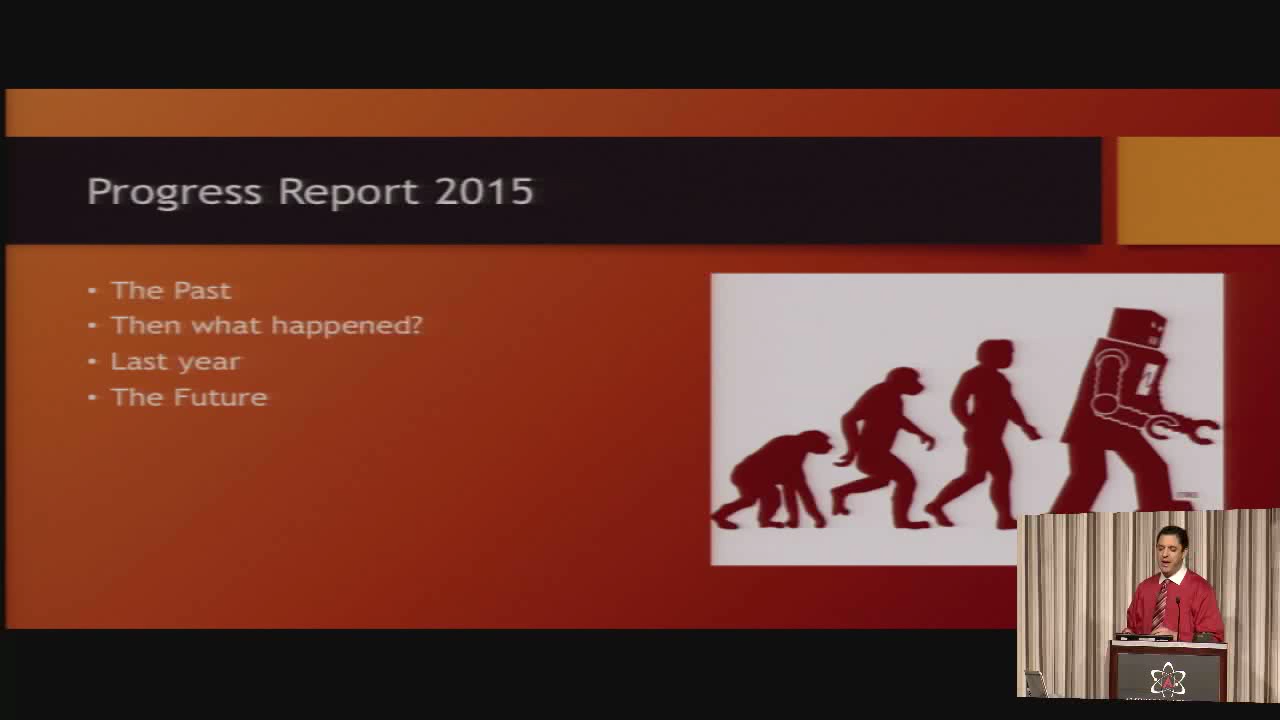 Progress Report 2015
• The Past
• Then what happened?
• Last year
• The Future